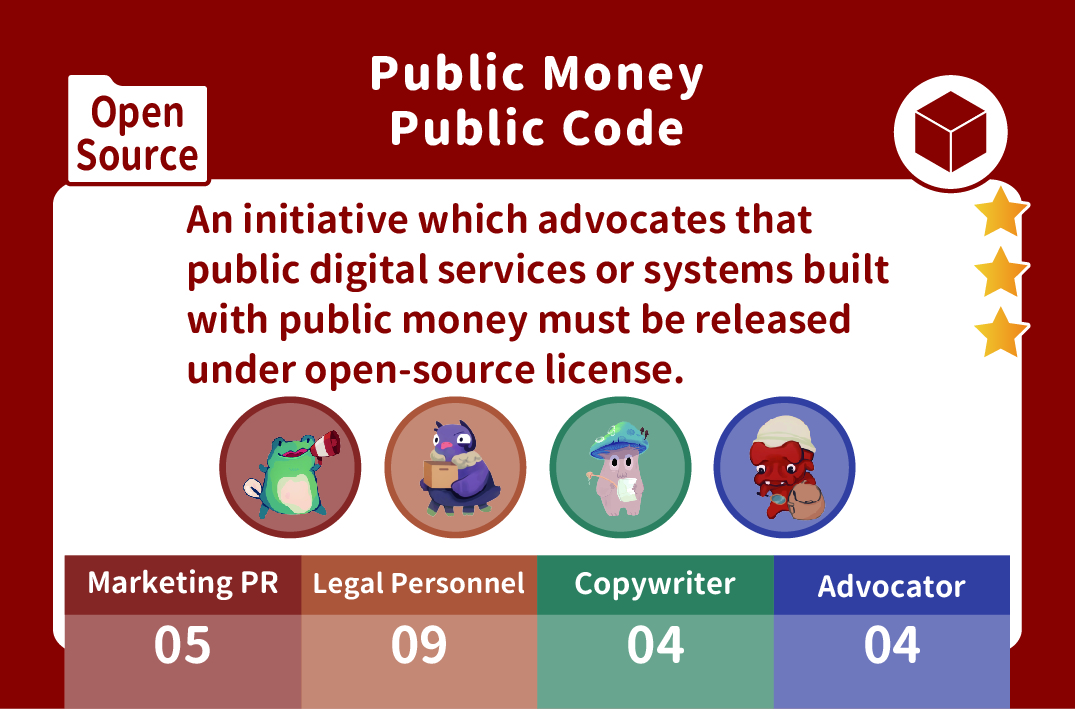 Public Money
Public Code
Open
Source
An initiative which advocates that
public digital services or systems built
with public money must be released
under open-source license.
Marketing PR
Legal Personnel
Copywriter
Advocator
05
09
04
04